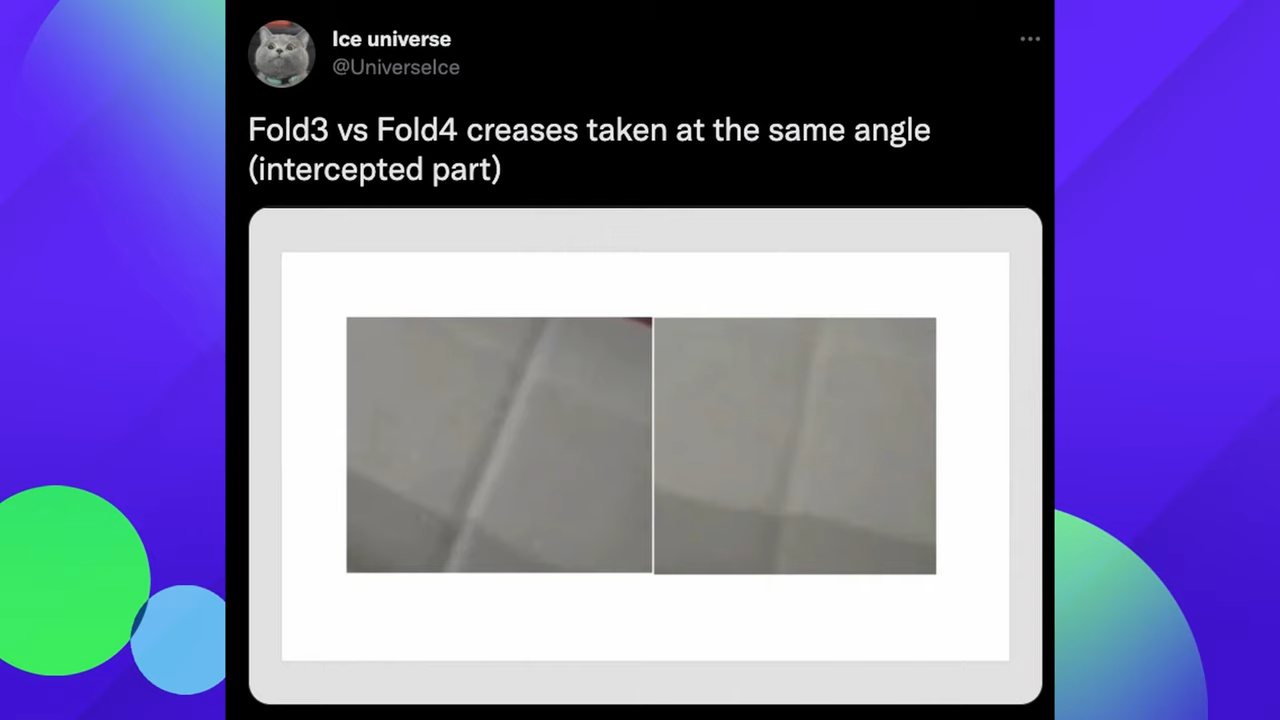 Ice universe
@UniverseIce
Fold3 vs Fold4 creases taken at the same angle
(intercepted part)